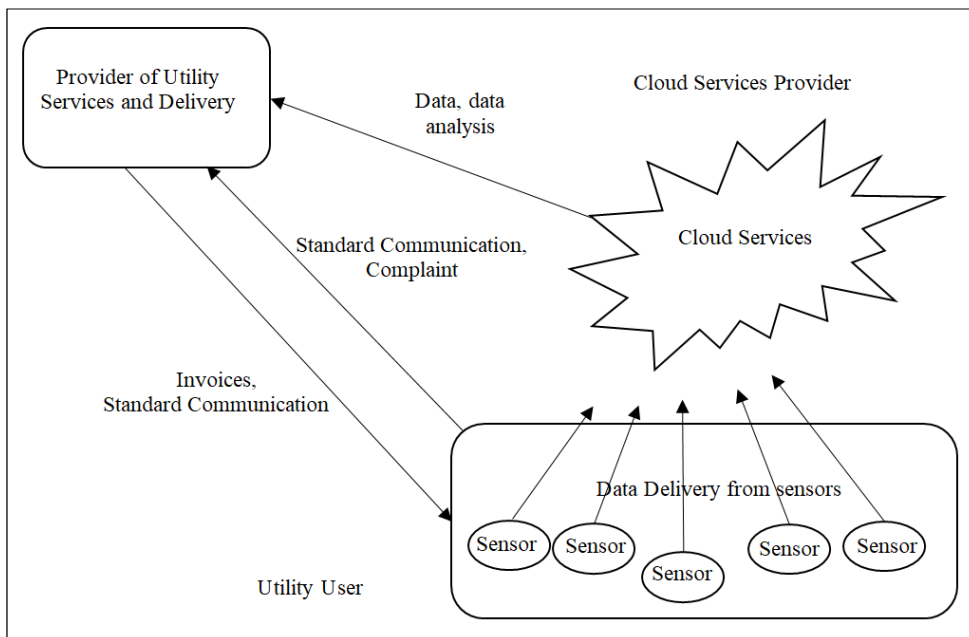 Provider of Utility
Services and Delivery
Data, data
analysis
Cloud Services Provider
Cloud Services
Standard Communication,
Complaint
Invoices,
Standard Communication
Data Delivery from sensors
Sensor
Sensor
Sensor
Sensor
Sensor
Utility User